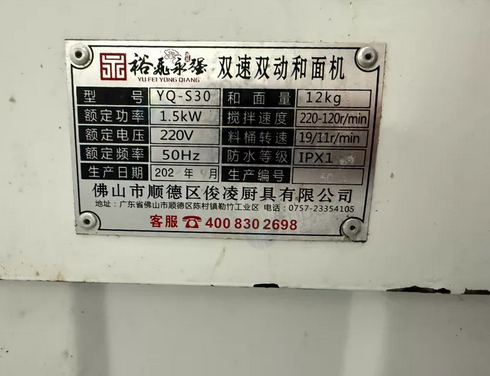 裕飛永强 双速双动和面机
YU FEI YONG QIANG
型号 YQ-S30 和面量 12kg
额定功率 1.5kW 搅拌速度 220-120r/min
额定电压 220V 料桶转速 19/11r/min
额定频率 50Hz 防水等级 IPX1
生产日期 202 年 9月 生产编号
佛山市顺德区俊凌厨具有限公司
地址：广东省佛山市顺德区陈村镇勒竹工业区 电话：0757-23354105
客服☎400 830 2698